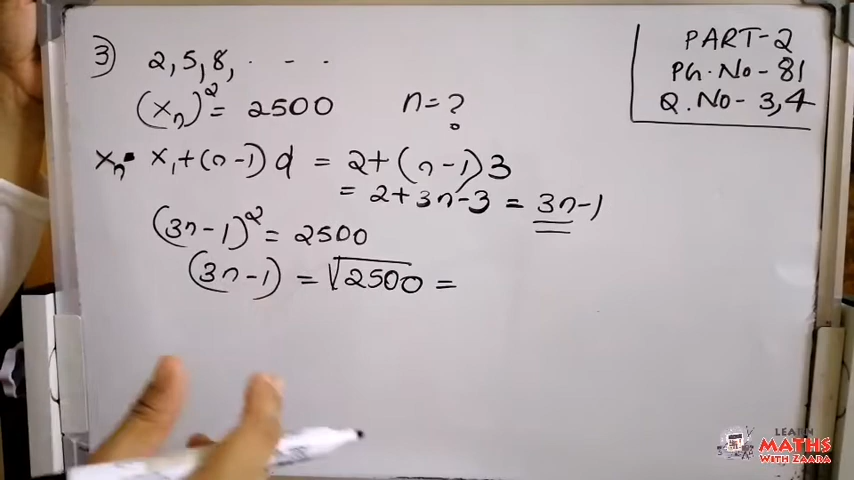 3) 2, 5, 8, . - - .
(xn)² = 2500 n = ?
xn = x1 + (n-1) d = 2 + (n-1) 3
= 2 + 3n - 3 = 3n-1
(3n-1)² = 2500
(3n-1) = √2500 =
PART-2
Pg. No - 81
Q. No - 3,4
LEARN
MATHS
WITH ZAARA